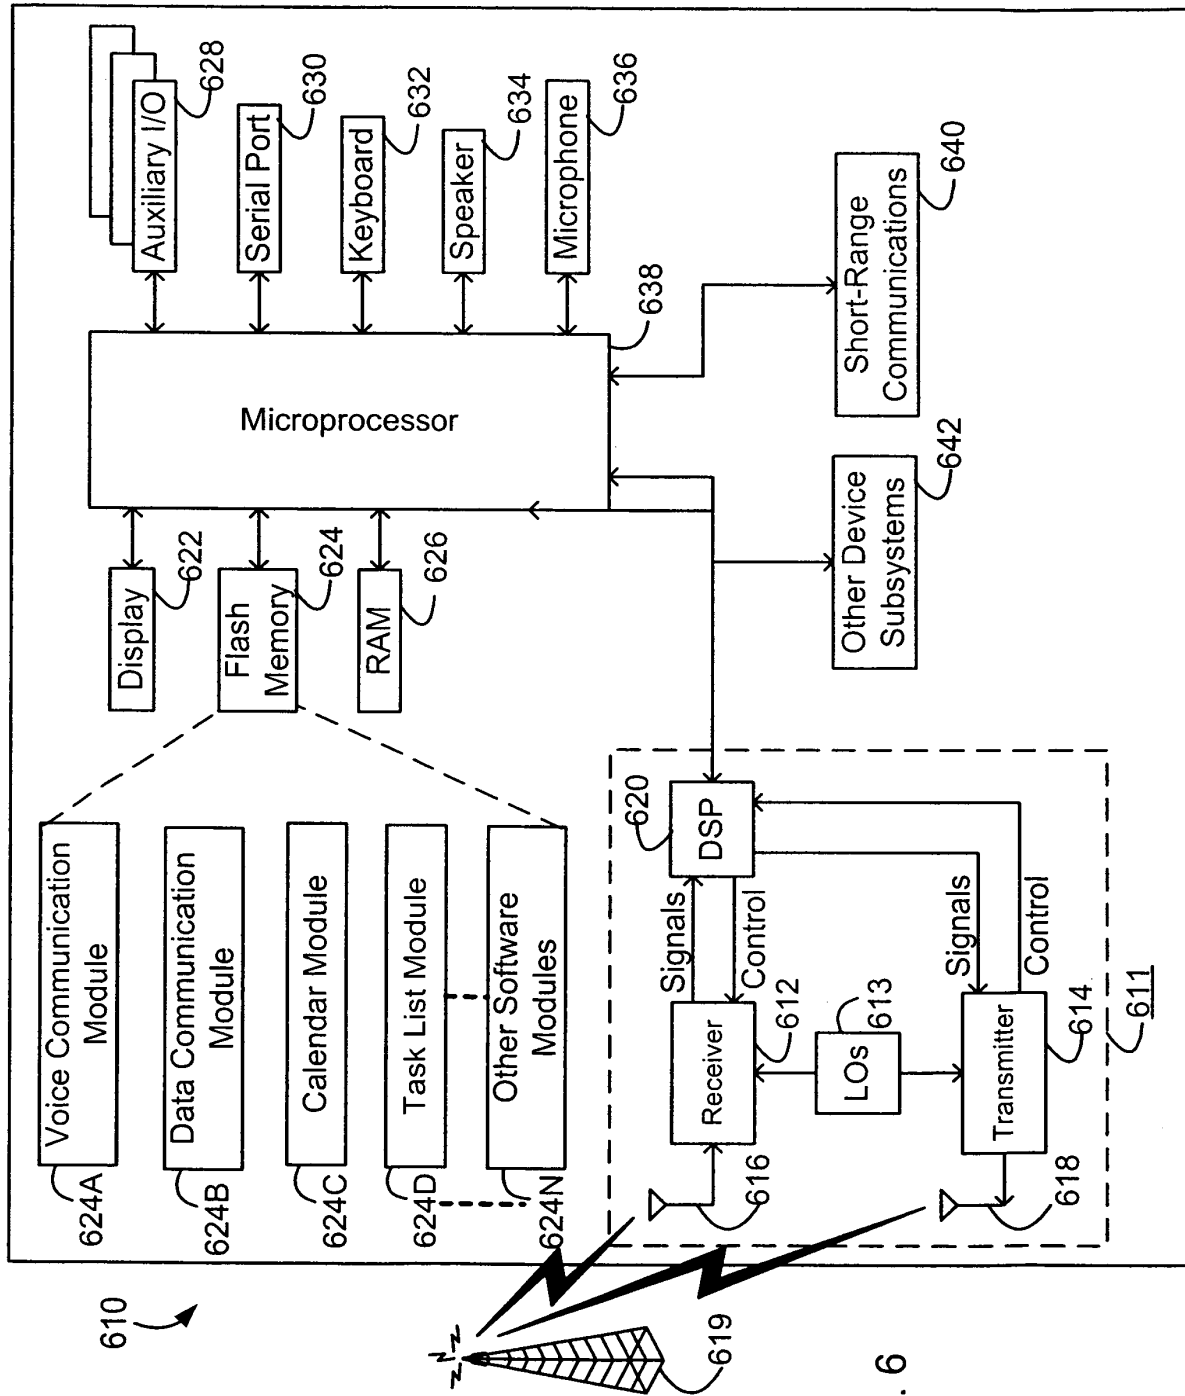 610
Voice Communication
Module
624A
Data Communication
Module
624B
Calendar Module
624C
Task List Module
624D
Other Software
Modules
624N
Display
622
Flash
Memory
624
RAM
626
Microprocessor
638
Auxiliary I/O
628
Serial Port
630
Keyboard
632
Speaker
634
Microphone
636
Short-Range
Communications
640
Other Device
Subsystems
642
DSP
620
Signals
Control
Receiver
612
616
LOs
613
Signals
Control
Transmitter
614
618
611
619
. 6